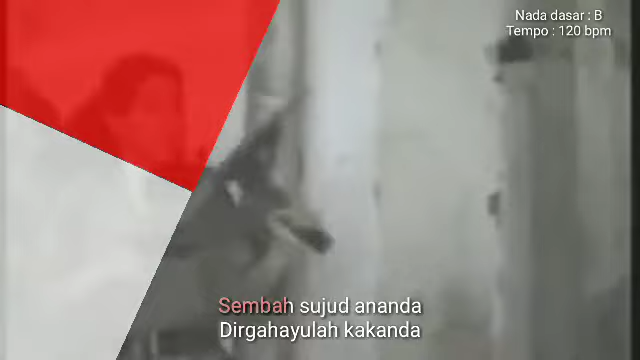 Nada dasar : B
Tempo : 120 bpm
Sembah sujud ananda
Dirgahayulah kakanda